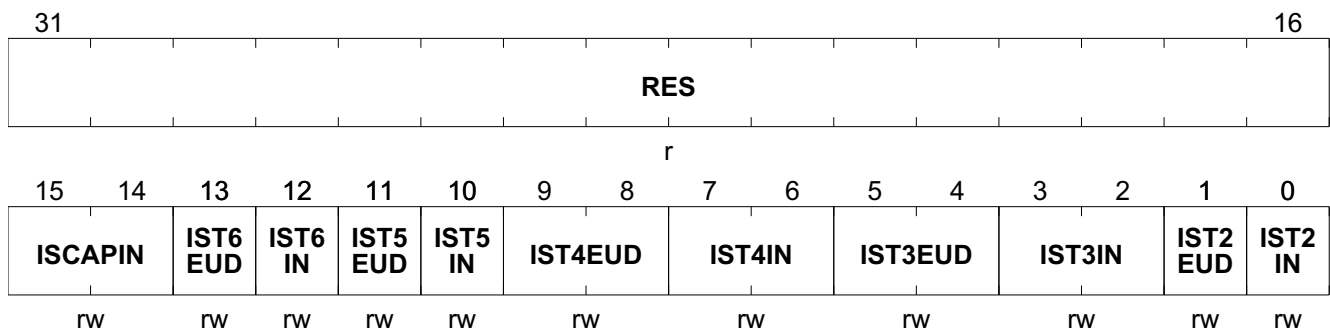 31 16
RES
r
15 14 13 12 11 10 9 8 7 6 5 4 3 2 1 0
ISCAPIN IST6 EUD IST6 IN IST5 EUD IST5 IN IST4EUD IST4IN IST3EUD IST3IN IST2 EUD IST2 IN
rw rw rw rw rw rw rw rw rw rw rw